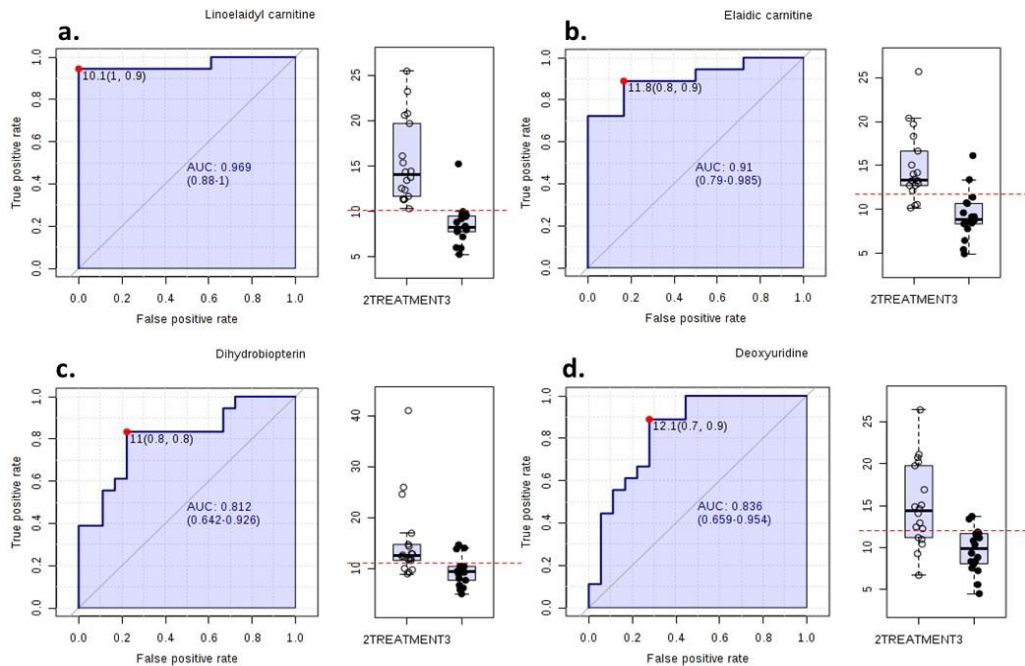 a.
Linoelaidyl carnitine
True positive rate
1.0
0.8
0.6
0.4
0.2
0.0
10.1(1, 0.9)
AUC: 0.969
(0.88-1)
0.0 0.2 0.4 0.6 0.8 1.0
False positive rate
25
20
15
10
5
2TREATMENT3
b.
Elaidic carnitine
True positive rate
1.0
0.8
0.6
0.4
0.2
0.0
11.8(0.8, 0.9)
AUC: 0.91
(0.79-0.985)
0.0 0.2 0.4 0.6 0.8 1.0
False positive rate
25
20
15
10
5
2TREATMENT3
c.
Dihydrobiopterin
True positive rate
1.0
0.8
0.6
0.4
0.2
0.0
11(0.8, 0.8)
AUC: 0.812
(0.642-0.926)
0.0 0.2 0.4 0.6 0.8 1.0
False positive rate
40
30
20
10
2TREATMENT3
d.
Deoxyuridine
True positive rate
1.0
0.8
0.6
0.4
0.2
0.0
12.1(0.7, 0.9)
AUC: 0.836
(0.659-0.954)
0.0 0.2 0.4 0.6 0.8 1.0
False positive rate
25
20
15
10
5
2TREATMENT3